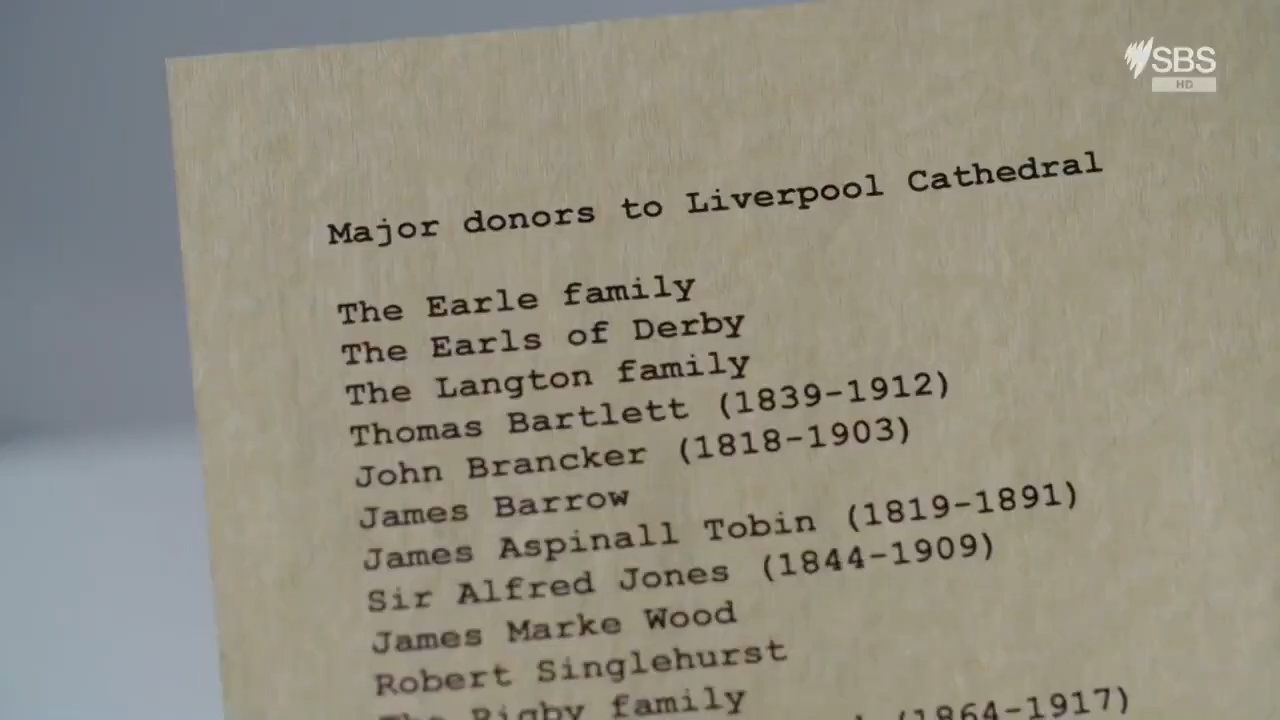 SBS
HD
Major donors to Liverpool Cathedral
The Earle family
The Earls of Derby
The Langton family
Thomas Bartlett (1839-1912)
John Brancker (1818-1903)
James Barrow
James Aspinall Tobin (1819-1891)
Sir Alfred Jones (1844-1909)
James Marke Wood
Robert Singlehurst
The Rigby family
(1864-1917)